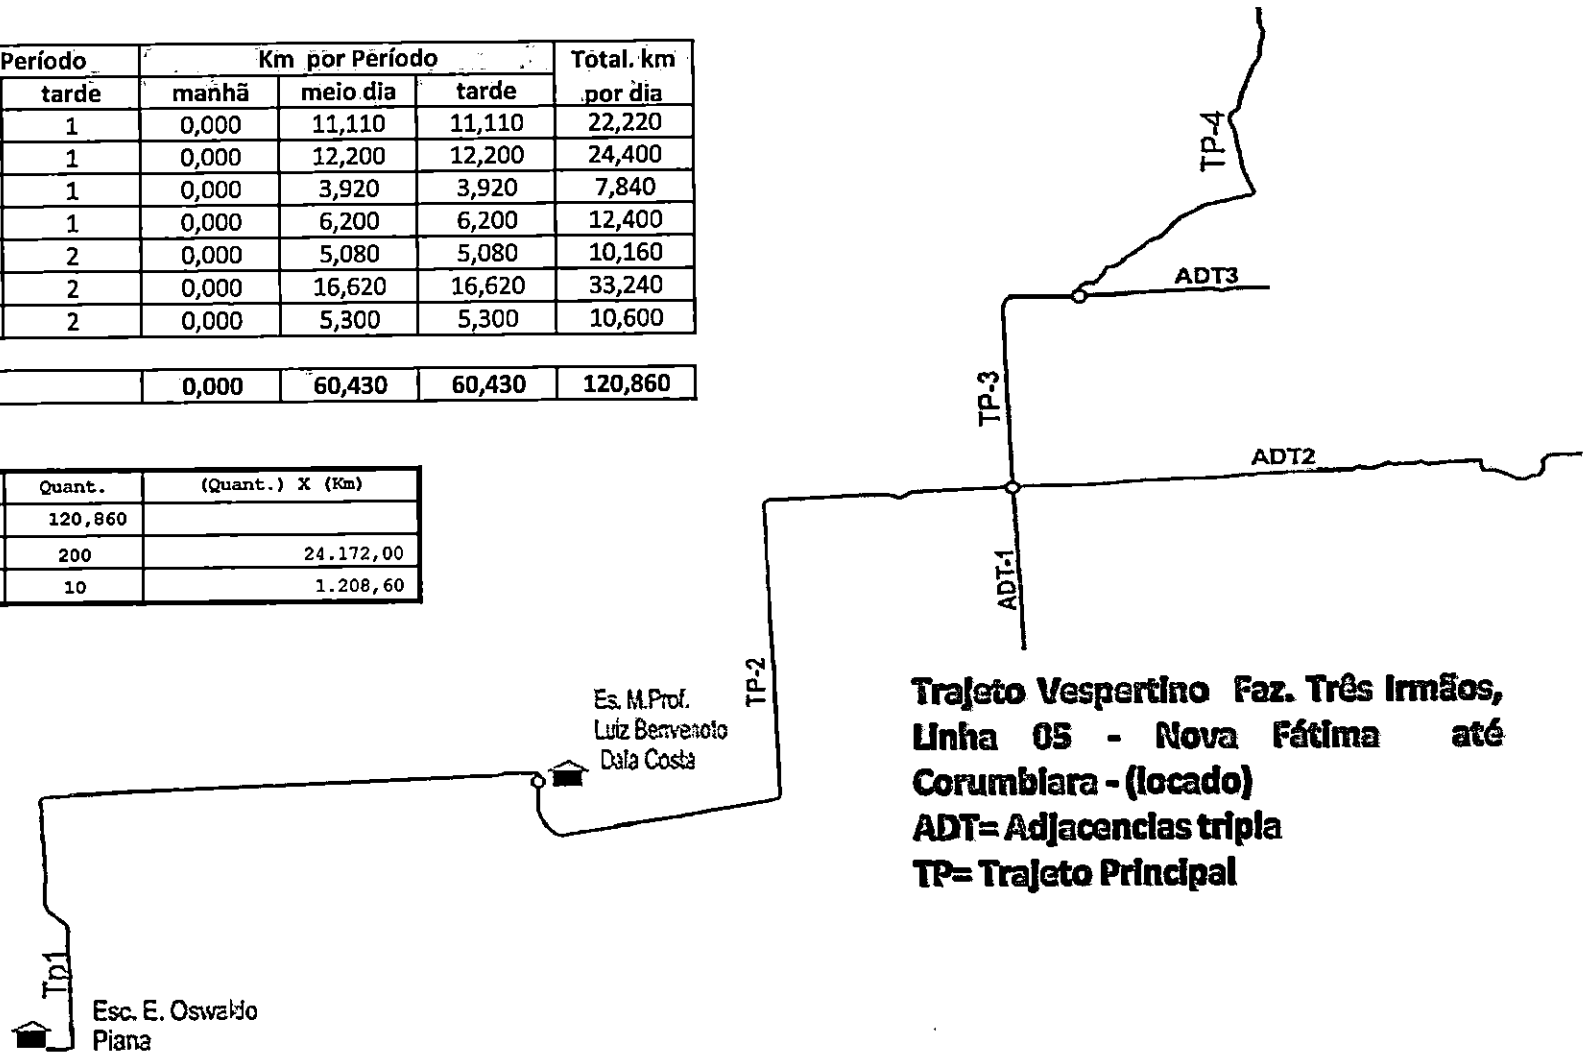 Período Km por Período Total. km
tarde manhã meio dia tarde por dia
1 0,000 11,110 11,110 22,220
1 0,000 12,200 12,200 24,400
1 0,000 3,920 3,920 7,840
1 0,000 6,200 6,200 12,400
2 0,000 5,080 5,080 10,160
2 0,000 16,620 16,620 33,240
2 0,000 5,300 5,300 10,600
0,000 60,430 60,430 120,860
Quant. (Quant.) X (Km)
120,860
200 24.172,00
10 1.208,60
TP-4
ADT3
TP-3
ADT2
ADT-1
TP-2
Es. M.Prof.
Luiz Benvenoto
Dala Costa
Trajeto Vespertino Faz. Três Irmãos,
Linha 05 - Nova Fátima até
Corumbiara - (locado)
ADT= Adjacencias tripla
TP= Trajeto Principal
Tp1
Esc. E. Oswaldo
Piana